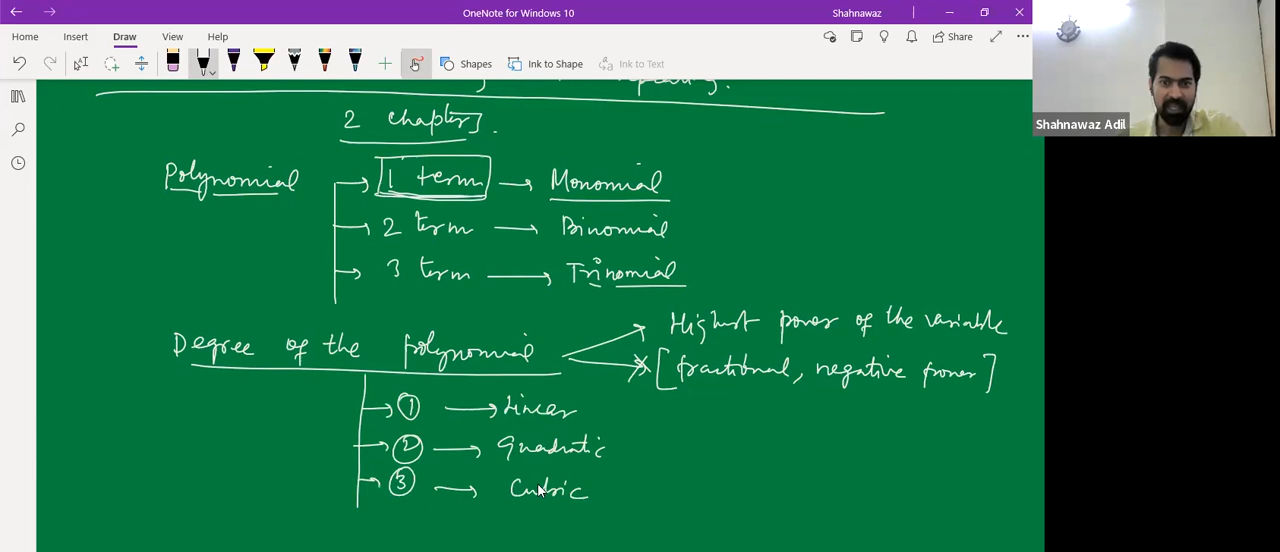 OneNote for Windows 10
Shahnawaz
Home Insert Draw View Help
Share
Shapes Ink to Shape Ink to Text
Shahnawaz Adil
2 chapters.
Polynomial
1 term → Monomial
2 term → Binomial
3 term → Trinomial
Degree of the polynomial
Highest power of the variable
[fractional, negative power]
1 → Linear
2 → Quadratic
3 → Cubic